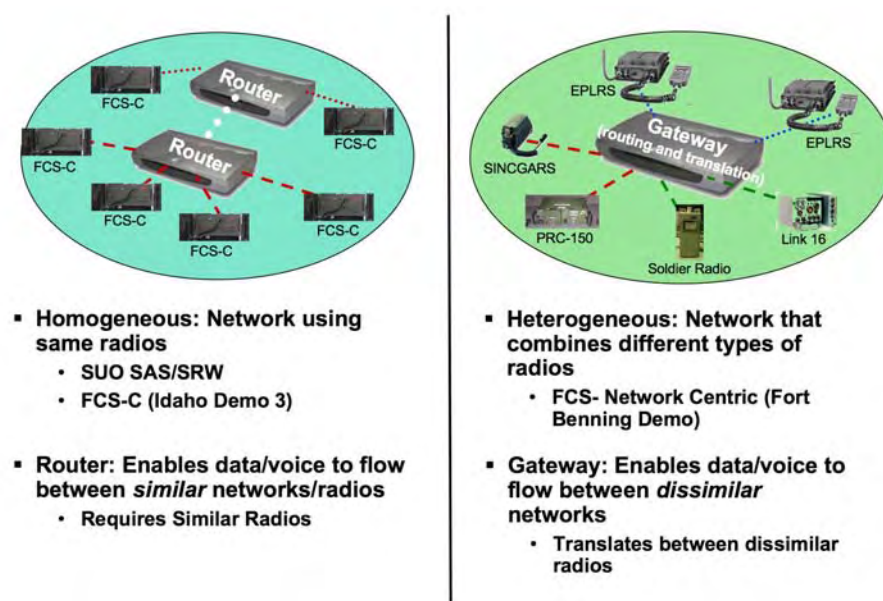 Router
FCS-C
FCS-C
Router
FCS-C
FCS-C
FCS-C
FCS-C
▪ Homogeneous: Network using
same radios
• SUO SAS/SRW
• FCS-C (Idaho Demo 3)
▪ Router: Enables data/voice to flow
between similar networks/radios
• Requires Similar Radios
EPLRS
EPLRS
Gateway
(routing and translation)
SINCGARS
PRC-150
Soldier Radio
Link 16
▪ Heterogeneous: Network that
combines different types of
radios
• FCS- Network Centric (Fort
Benning Demo)
▪ Gateway: Enables data/voice to
flow between dissimilar
networks
• Translates between dissimilar
radios